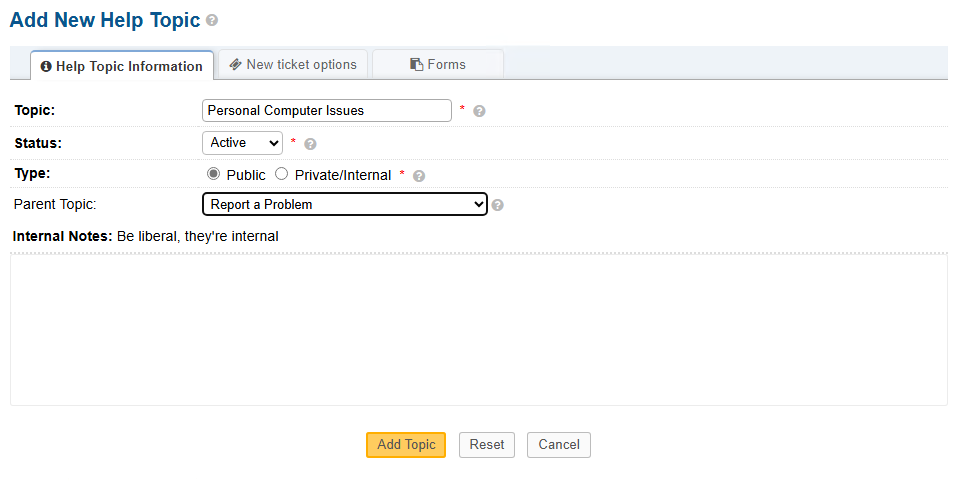 Add New Help Topic
Help Topic Information New ticket options Forms
Topic: Personal Computer Issues *
Status: Active *
Type: Public Private/Internal *
Parent Topic: Report a Problem
Internal Notes: Be liberal, they're internal
Add Topic Reset Cancel